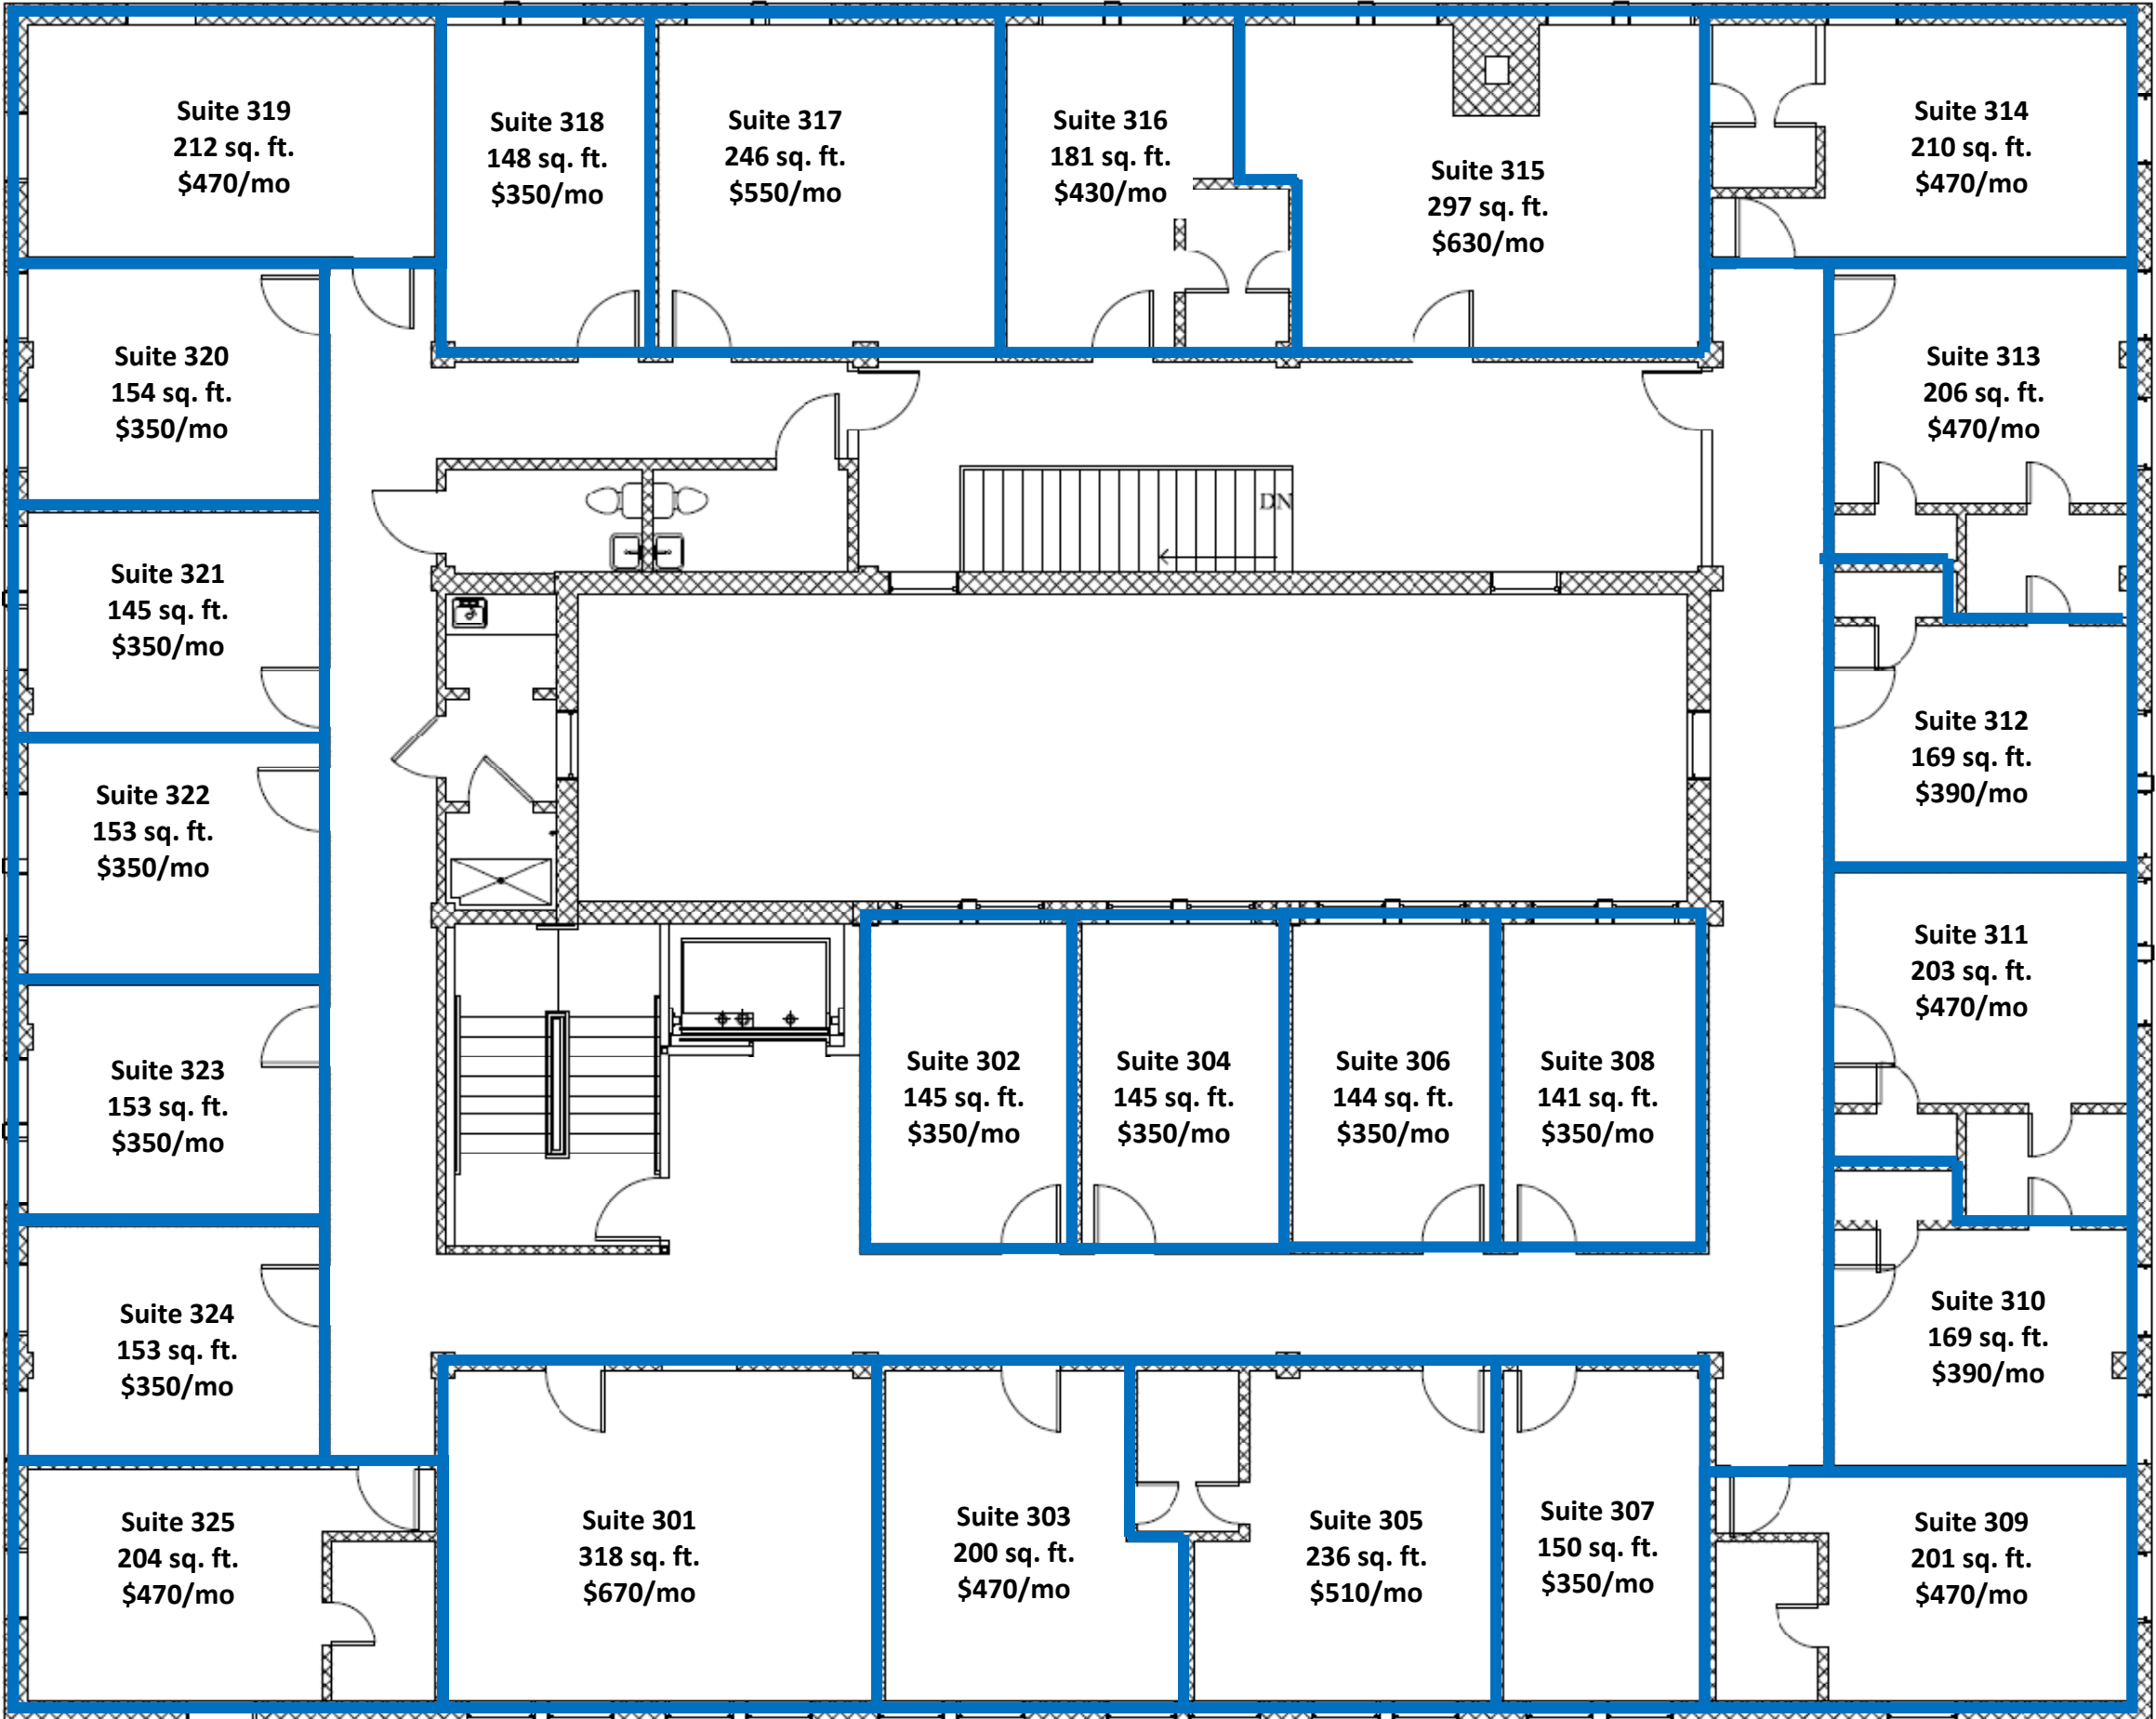 Suite 319
212 sq. ft.
$470/mo
Suite 318
148 sq. ft.
$350/mo
Suite 317
246 sq. ft.
$550/mo
Suite 316
181 sq. ft.
$430/mo
Suite 315
297 sq. ft.
$630/mo
Suite 314
210 sq. ft.
$470/mo
Suite 320
154 sq. ft.
$350/mo
Suite 313
206 sq. ft.
$470/mo
DN
Suite 321
145 sq. ft.
$350/mo
Suite 312
169 sq. ft.
$390/mo
Suite 322
153 sq. ft.
$350/mo
Suite 311
203 sq. ft.
$470/mo
Suite 323
153 sq. ft.
$350/mo
Suite 302
145 sq. ft.
$350/mo
Suite 304
145 sq. ft.
$350/mo
Suite 306
144 sq. ft.
$350/mo
Suite 308
141 sq. ft.
$350/mo
Suite 324
153 sq. ft.
$350/mo
Suite 310
169 sq. ft.
$390/mo
Suite 325
204 sq. ft.
$470/mo
Suite 301
318 sq. ft.
$670/mo
Suite 303
200 sq. ft.
$470/mo
Suite 305
236 sq. ft.
$510/mo
Suite 307
150 sq. ft.
$350/mo
Suite 309
201 sq. ft.
$470/mo